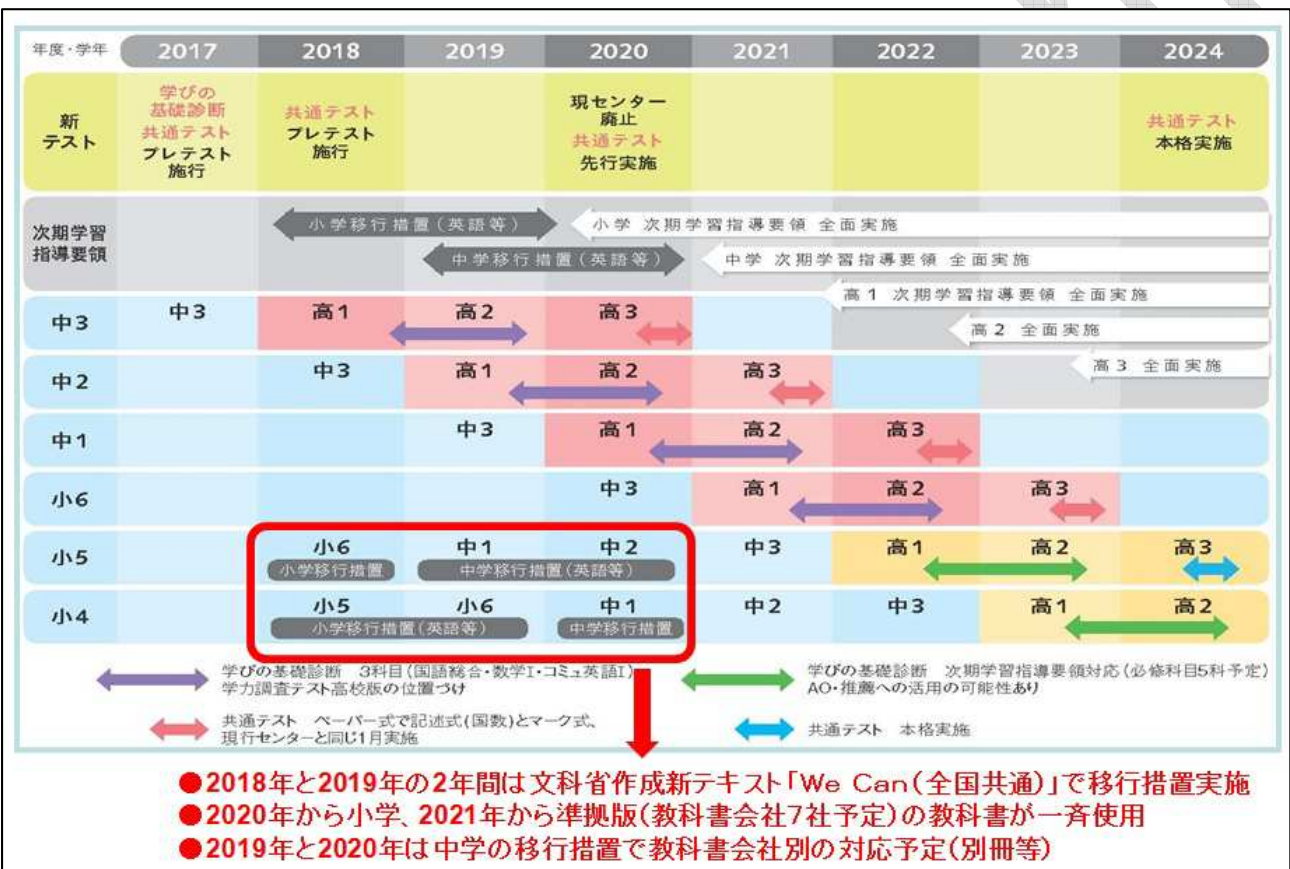 年度・学年 2017 2018 2019 2020 2021 2022 2023 2024
新
テスト
学びの
基礎診断
共通テスト
プレテスト
施行
共通テスト
プレテスト
施行
現センター
廃止
共通テスト
先行実施
共通テスト
本格実施
次期学習
指導要領
小学移行措置(英語等)
小学 次期学習指導要領 全面実施
中学移行措置(英語等)
中学 次期学習指導要領 全面実施
高1 次期学習指導要領 全面実施
高2 全面実施
高3 全面実施
中3 中3 高1 高2 高3
中2 中3 高1 高2 高3
中1 中3 高1 高2 高3
小6 中3 高1 高2 高3
小5 小6 中1 中2 中3 高1 高2 高3
小学移行措置 中学移行措置(英語等)
小4 小5 小6 中1 中2 中3 高1 高2
小学移行措置(英語等) 中学移行措置
学びの基礎診断 3科目(国語総合・数学I・コミュ英語I)
学力調査テスト高校版の位置づけ
学びの基礎診断 次期学習指導要領対応(必修科目5科予定)
AO・推薦への活用の可能性あり
共通テスト ペーパー式で記述式(国数)とマーク式、
現行センターと同じ1月実施
共通テスト 本格実施
●2018年と2019年の2年間は文科省作成新テキスト「We Can(全国共通)」で移行措置実施
●2020年から小学、2021年から準拠版(教科書会社7社予定)の教科書が一斉使用
●2019年と2020年は中学の移行措置で教科書会社別の対応予定(別冊等)